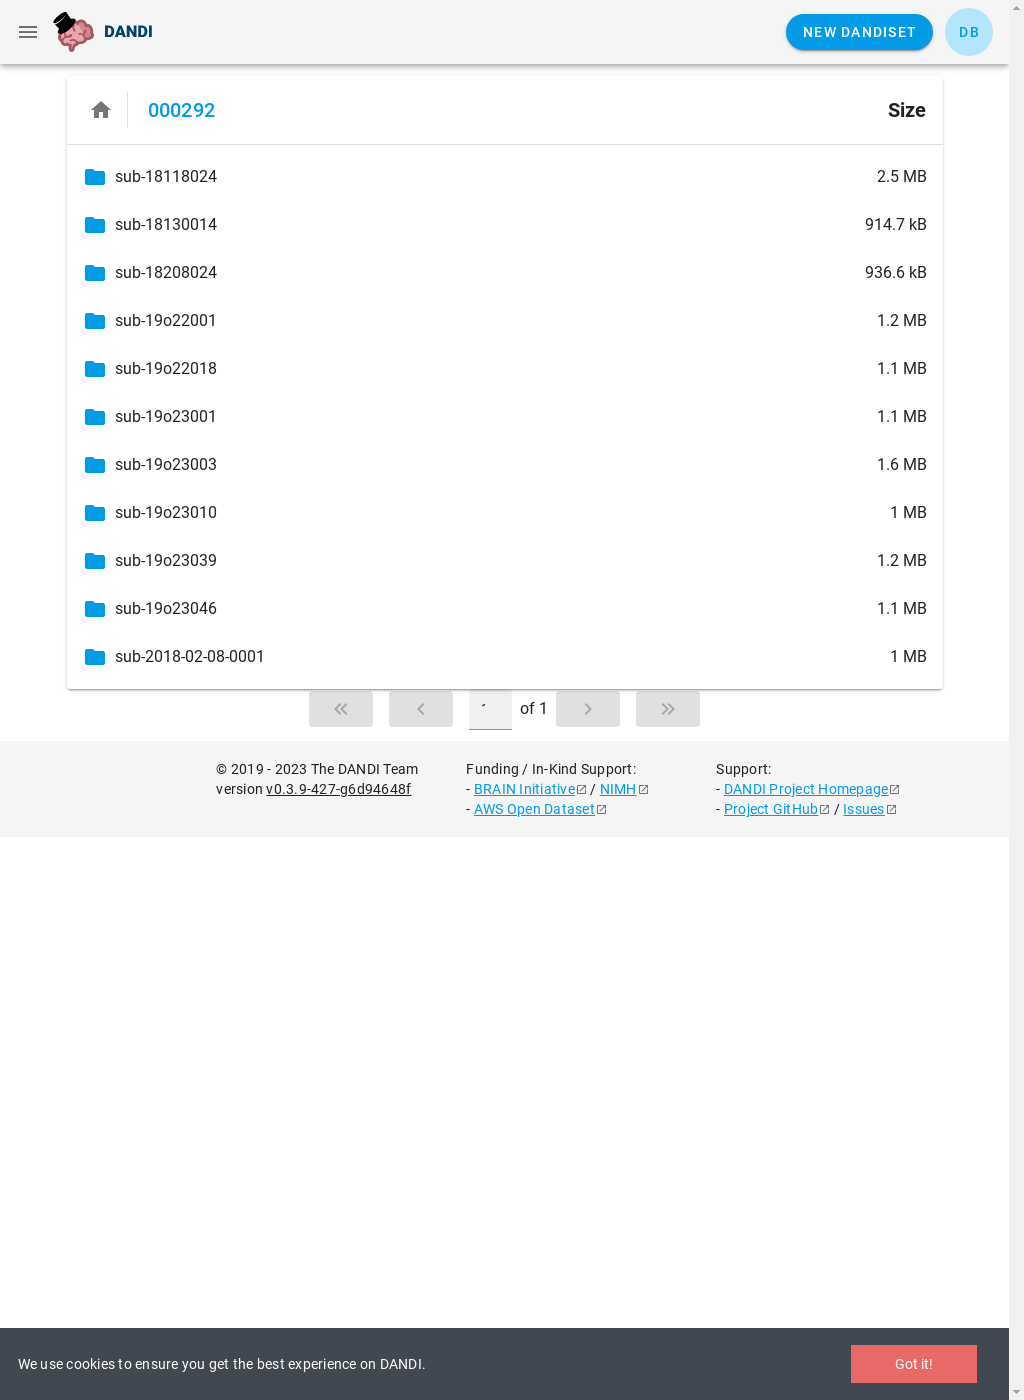 DANDI
NEW DANDISET
DB
000292
Size
sub-18118024 2.5 MB
sub-18130014 914.7 kB
sub-18208024 936.6 kB
sub-19o22001 1.2 MB
sub-19o22018 1.1 MB
sub-19o23001 1.1 MB
sub-19o23003 1.6 MB
sub-19o23010 1 MB
sub-19o23039 1.2 MB
sub-19o23046 1.1 MB
sub-2018-02-08-0001 1 MB
of 1
© 2019 - 2023 The DANDI Team
version v0.3.9-427-g6d94648f
Funding / In-Kind Support:
- BRAIN Initiative / NIMH
- AWS Open Dataset
Support:
- DANDI Project Homepage
- Project GitHub / Issues
We use cookies to ensure you get the best experience on DANDI.
Got it!